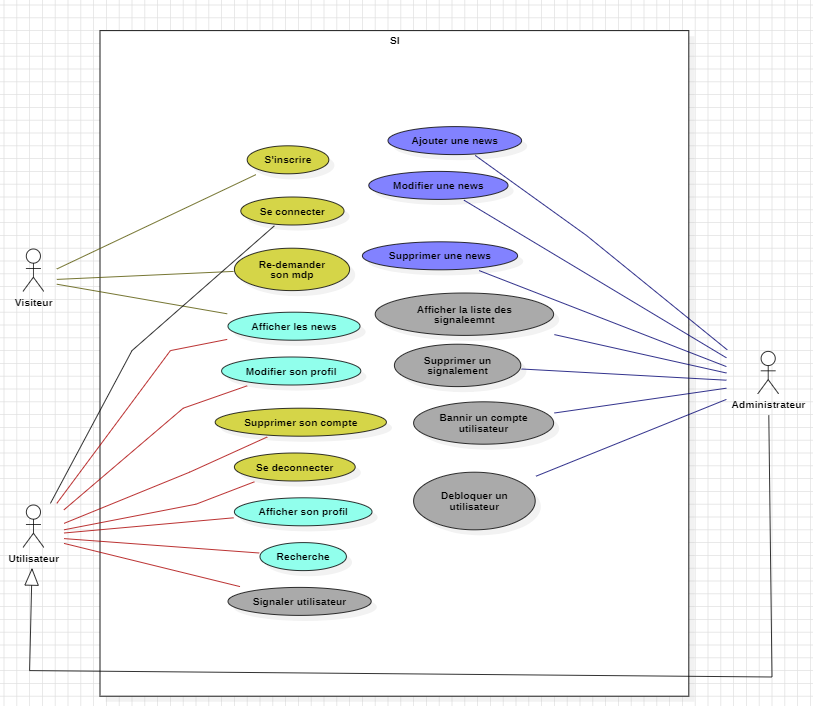 SI
Ajouter une news
S'inscrire
Modifier une news
Se connecter
Supprimer une news
Re-demander
son mdp
Visiteur
Afficher la liste des
signaleemnt
Afficher les news
Supprimer un
signalement
Modifier son profil
Administrateur
Bannir un compte
utilisateur
Supprimer son compte
Se deconnecter
Debloquer un
utilisateur
Afficher son profil
Recherche
Utilisateur
Signaler utilisateur